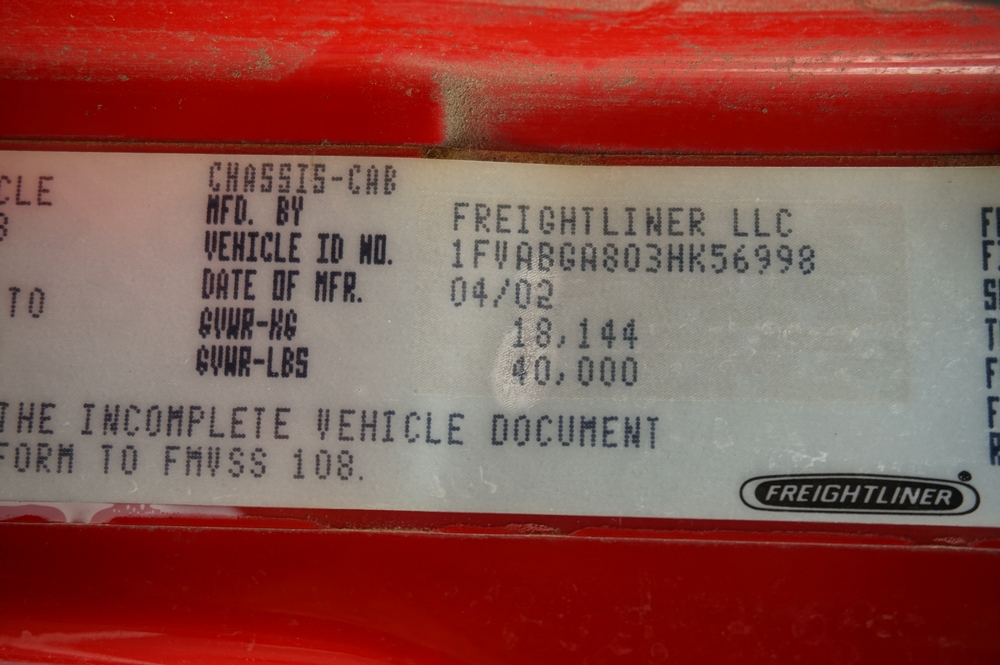 CLE
CHASSIS-CAB
MFD. BY FREIGHTLINER LLC
VEHICLE ID NO. 1FVABGA803HK56998
DATE OF MFR. 04/02
TO
GVWR-KG 18,144
GVWR-LBS 40,000
THE INCOMPLETE VEHICLE DOCUMENT
FORM TO FMVSS 108.
FREIGHTLINER